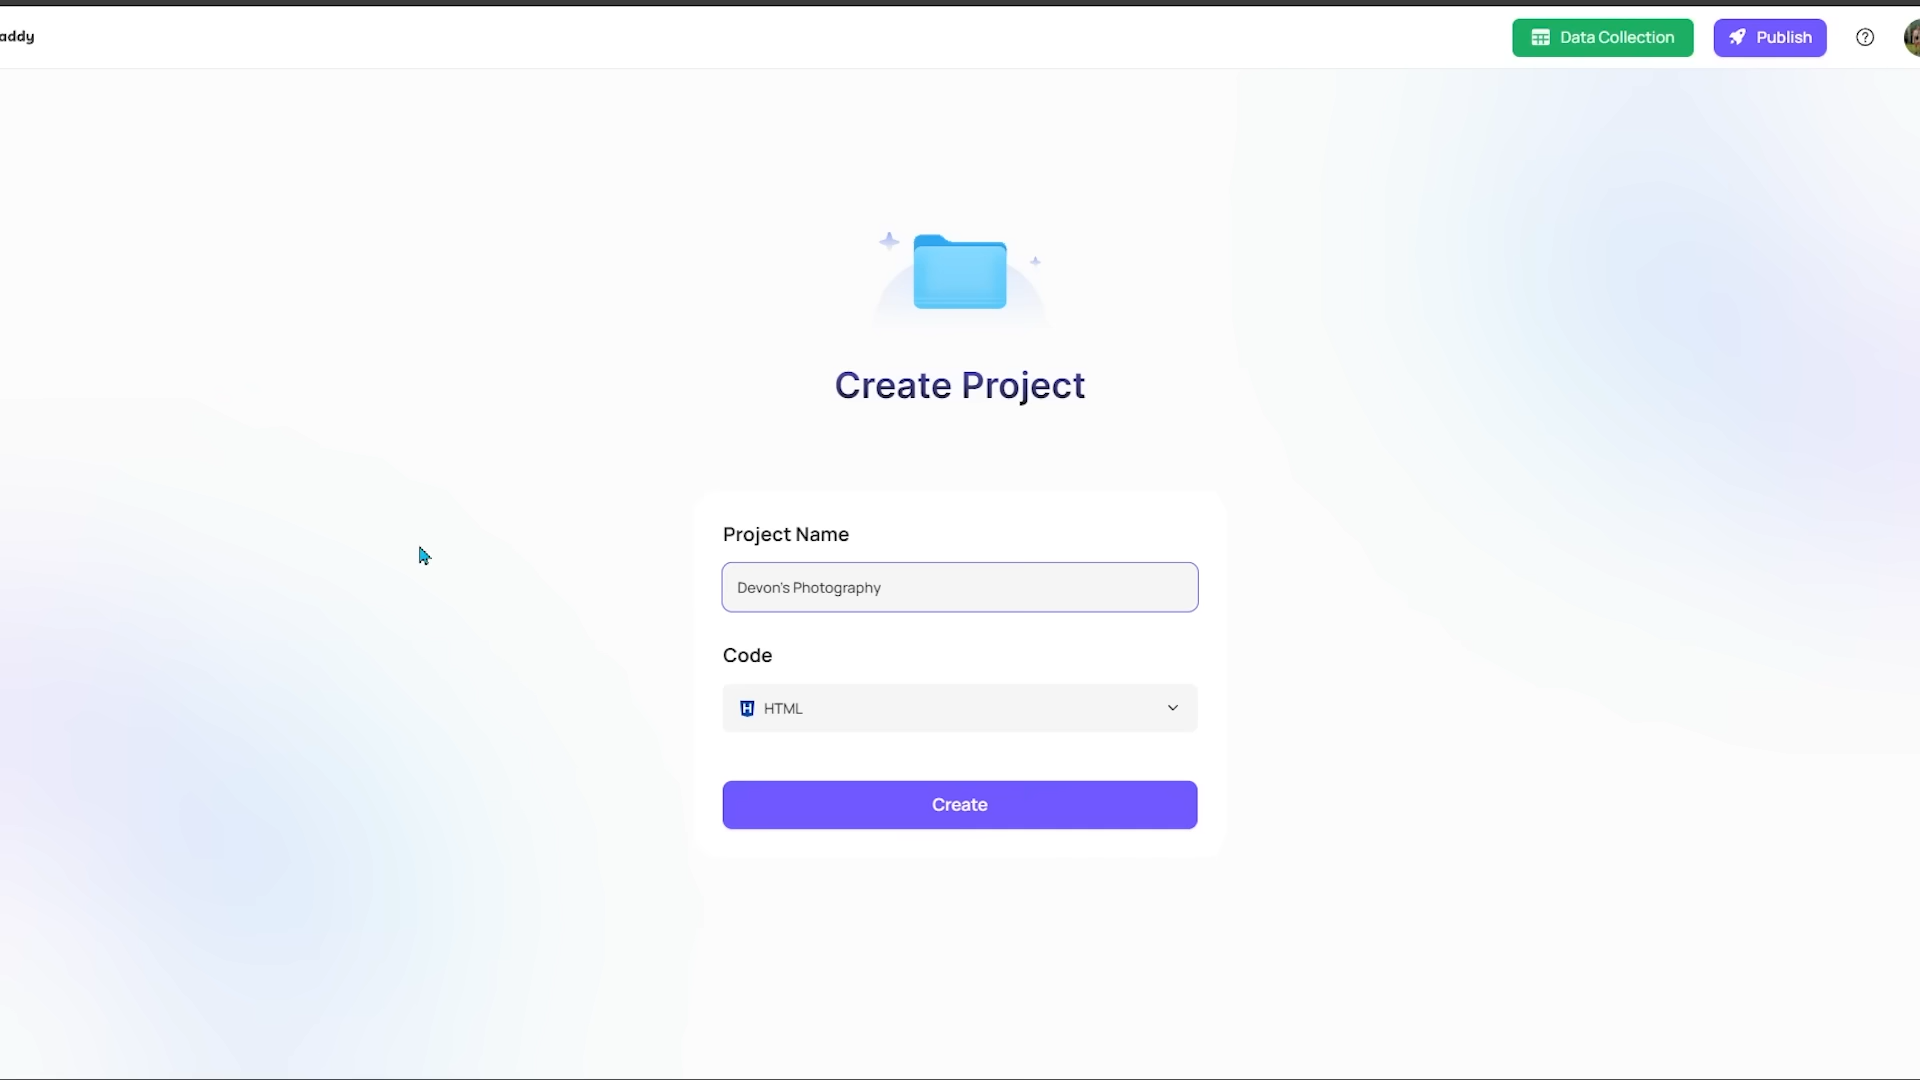 addy
Data Collection
Publish
Create Project
Project Name
Devon's Photography
Code
HTML
Create